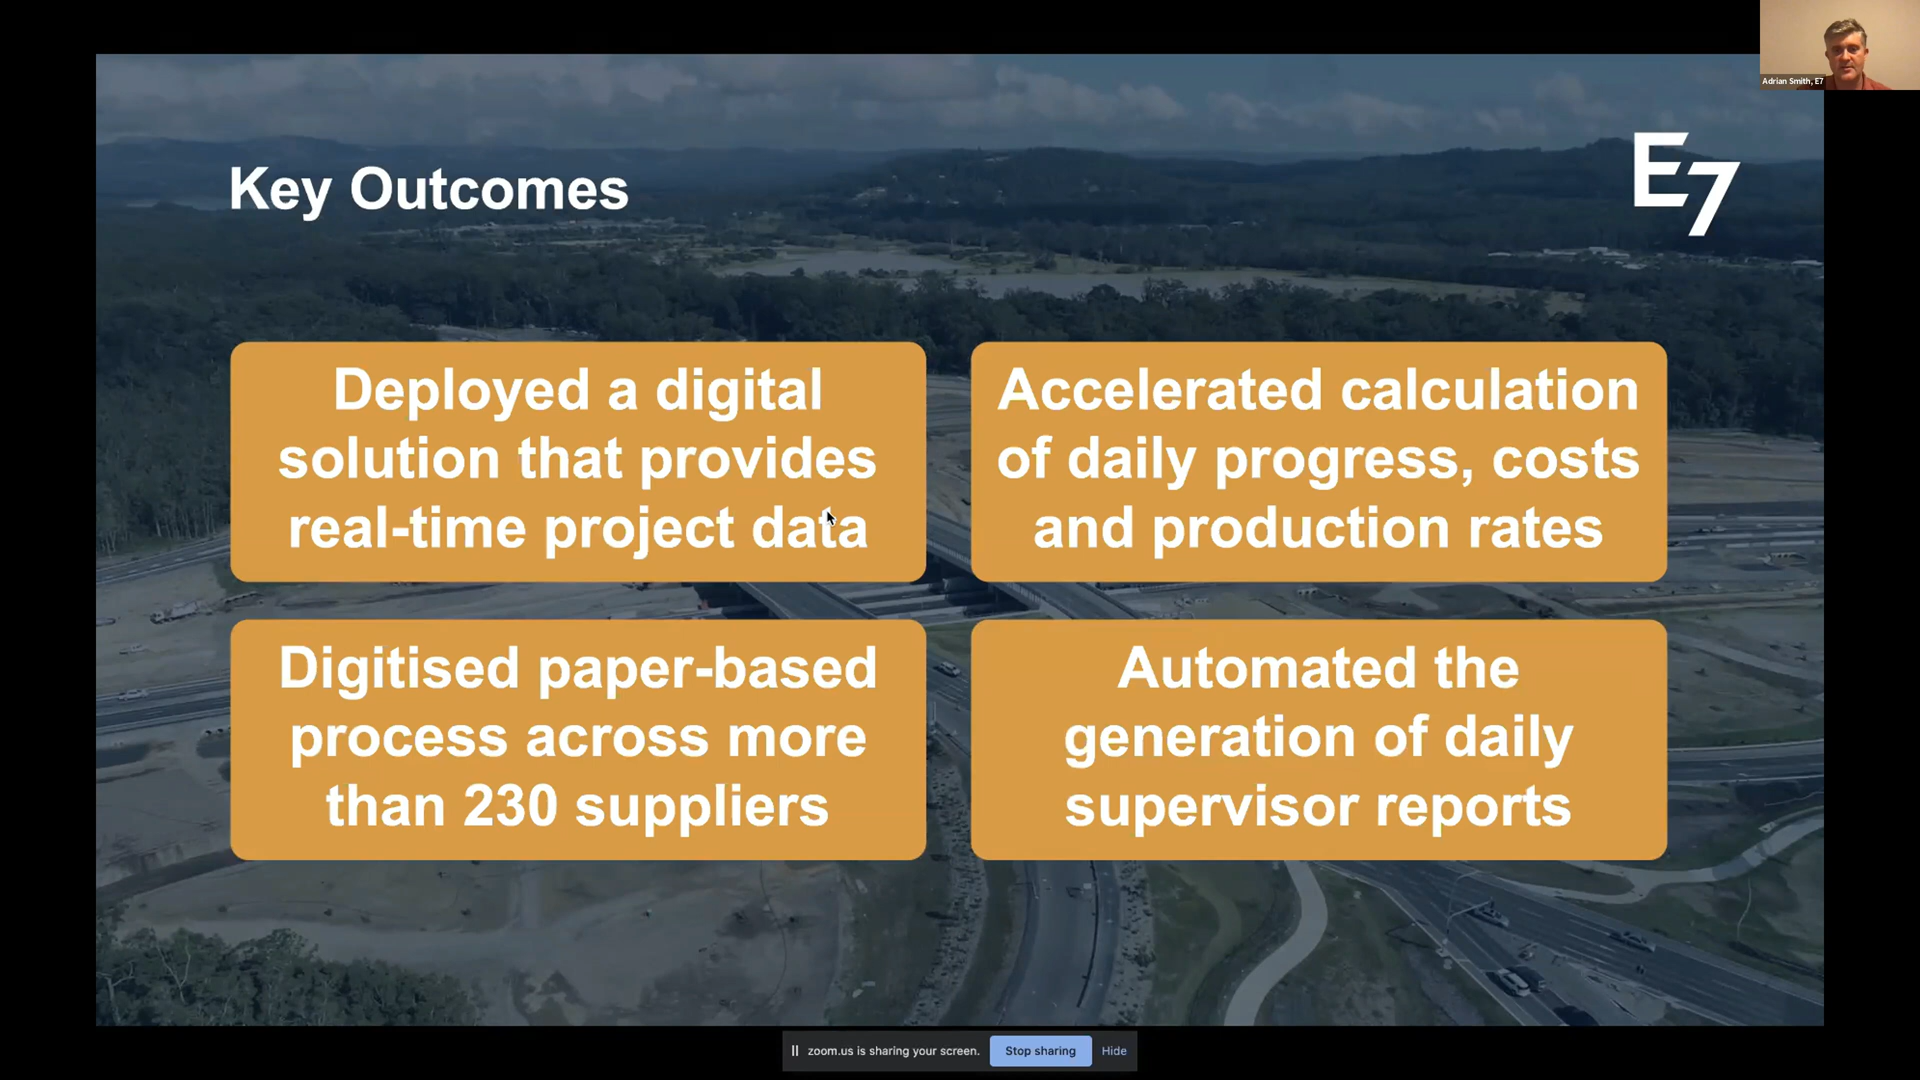 Adrian Smith, E7
Key Outcomes
E7
Deployed a digital
solution that provides
real-time project data
Accelerated calculation
of daily progress, costs
and production rates
Digitised paper-based
process across more
than 230 suppliers
Automated the
generation of daily
supervisor reports
zoom.us is sharing your screen.
Stop sharing
Hide